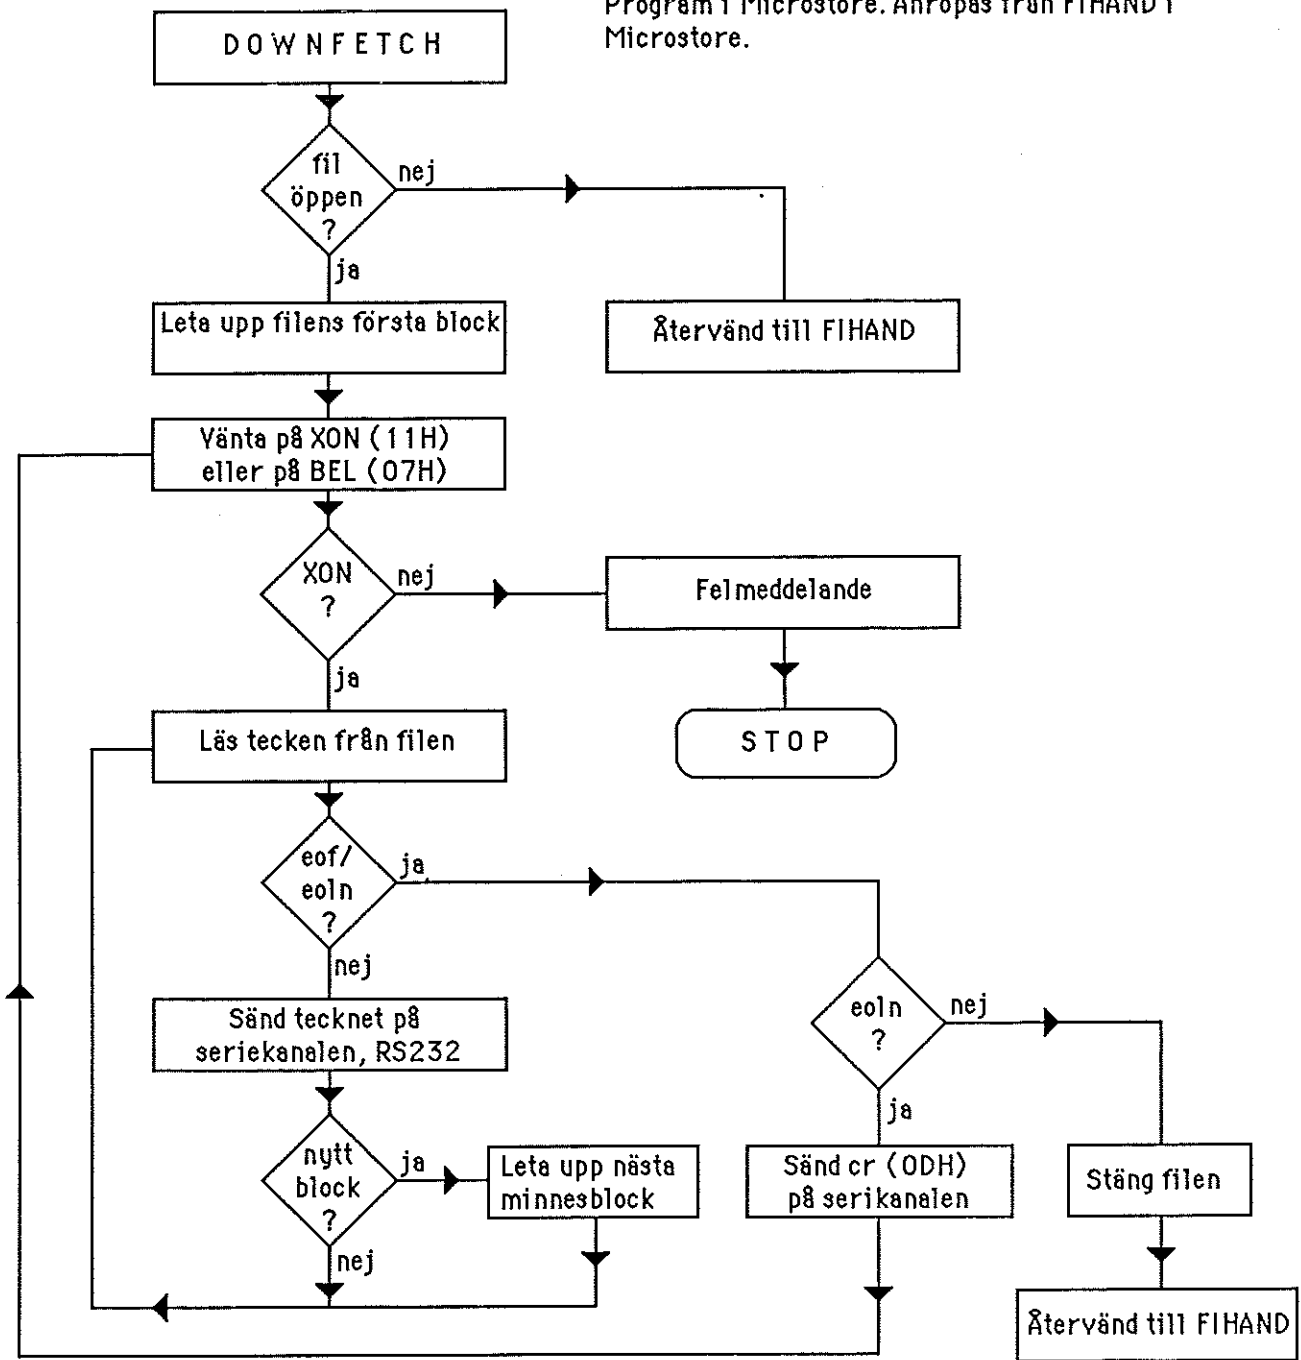 Program i Microstore. Anropas från FIHAND i
Microstore.
DOWNFETCH
fil
öppen
?
nej
ja
Leta upp filens första block
Återvänd till FIHAND
Vänta på XON (11H)
eller på BEL (07H)
XON
?
nej
Felmeddelande
ja
STOP
Läs tecken från filen
eof/
eoln
?
ja
nej
Sänd tecknet på
seriekanalen, RS232
eoln
?
nej
ja
nytt
block
?
ja
Leta upp nästa
minnesblock
nej
Sänd cr (0DH)
på serikanalen
Stäng filen
Återvänd till FIHAND